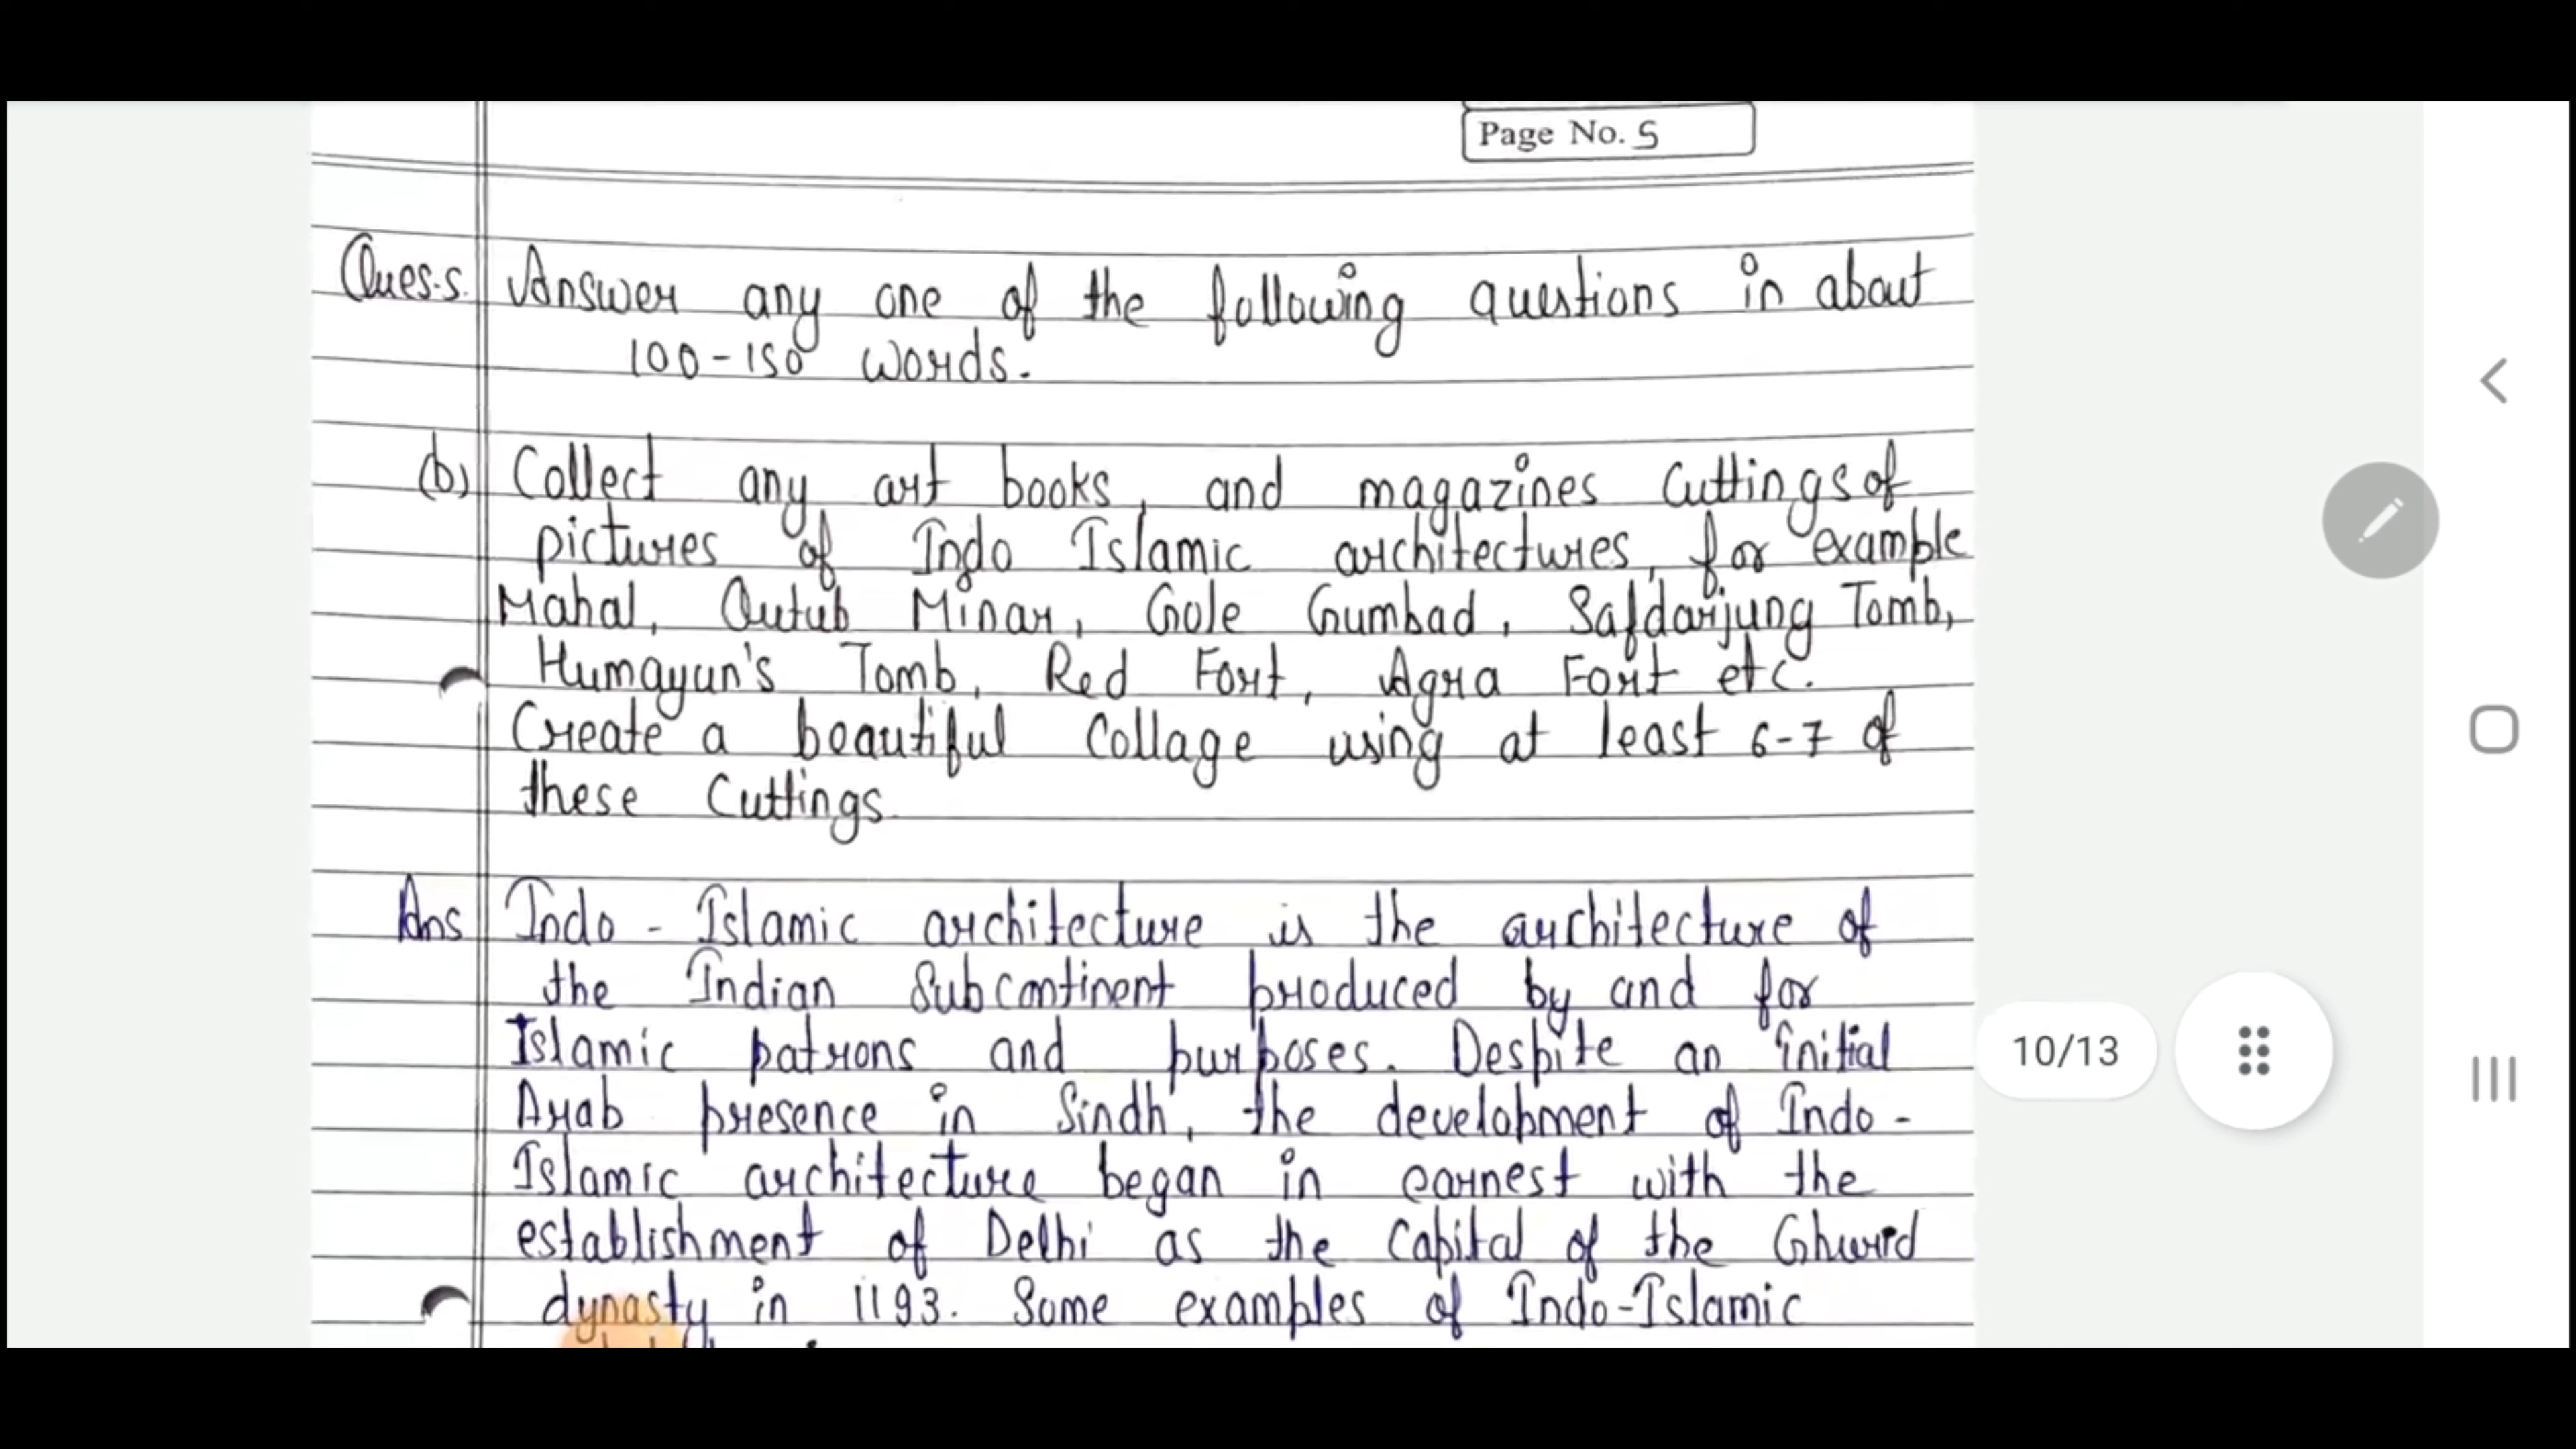 Page No. 5
Ques.5. Answer any one of the following questions in about
100-150 words.
(b) Collect any art books, and magazines Cuttings of
pictures of Indo Islamic architectures, for example
Mahal, Qutub Minar, Gole Gumbad, Safdarjung Tomb,
Humayun's Tomb, Red Fort, Agra Fort etc.
Create a beautiful Collage using at least 6-7 of
these Cuttings.
Ans Indo - Islamic architecture is the architecture of
the Indian Subcontinent produced by and for
Islamic patrons and purposes. Despite an initial
Arab presence in Sindh, the development of Indo-
Islamic architecture began in earnest with the
establishment of Delhi as the Capital of the Ghurid
dynasty in 1193. Some examples of Indo-Islamic
10/13